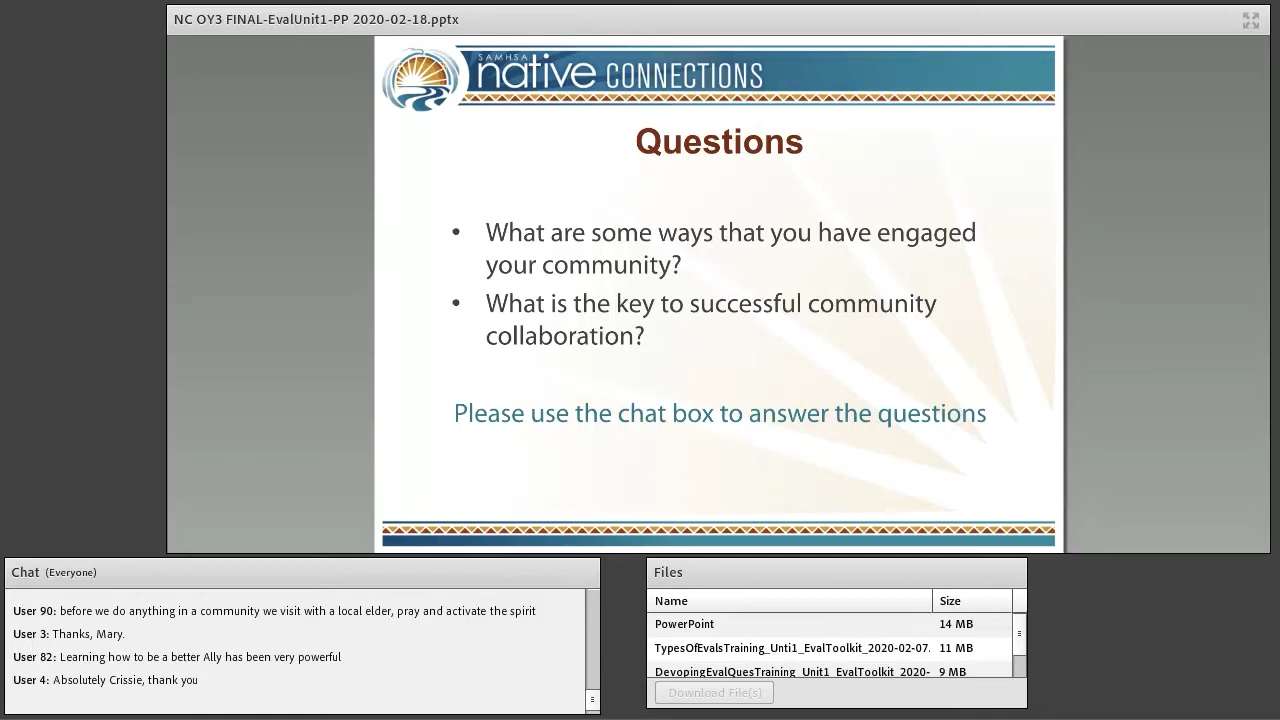 NC OY3 FINAL-EvalUnit1-PP 2020-02-18.pptx
SAMHSA
native CONNECTIONS
Questions
• What are some ways that you have engaged
your community?
• What is the key to successful community
collaboration?
Please use the chat box to answer the questions
Chat (Everyone)
User 90: before we do anything in a community we visit with a local elder, pray and activate the spirit
User 3: Thanks, Mary.
User 82: Learning how to be a better Ally has been very powerful
User 4: Absolutely Crissie, thank you
Files
Name Size
PowerPoint 14 MB
TypesOfEvalsTraining_Unti1_EvalToolkit_2020-02-07. 11 MB
DevopingEvalQuesTraining_Unit1_EvalToolkit_2020- 9 MB
Download File(s)